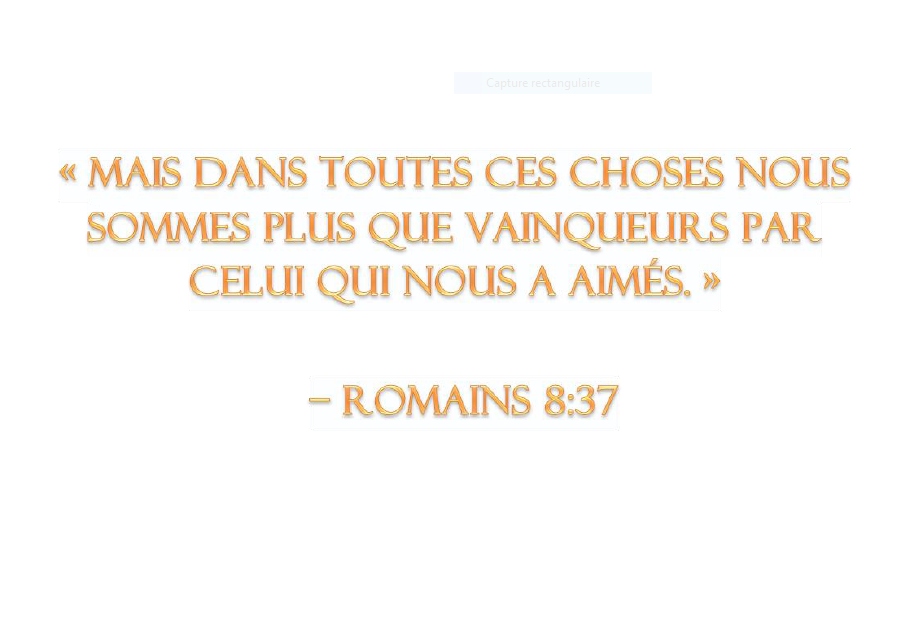 Capture rectangulaire
« MAIS DANS TOUTES CES CHOSES NOUS
SOMMES PLUS QUE VAINQUEURS PAR
CELUI QUI NOUS A AIMÉS. »
– ROMAINS 8:37